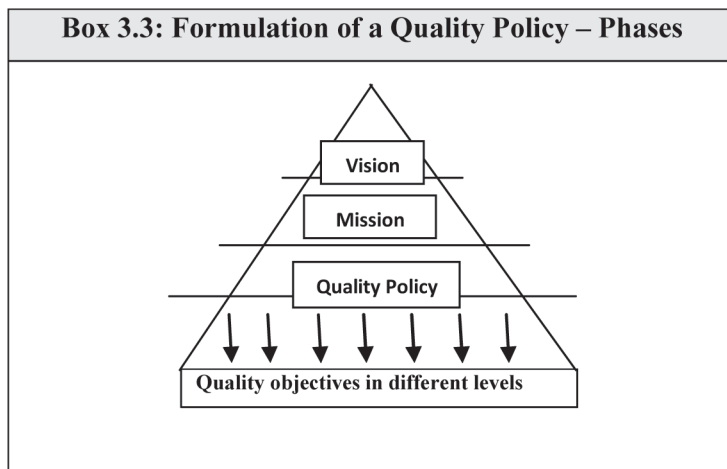 Box 3.3: Formulation of a Quality Policy – Phases
Vision
Mission
Quality Policy
Quality objectives in different levels